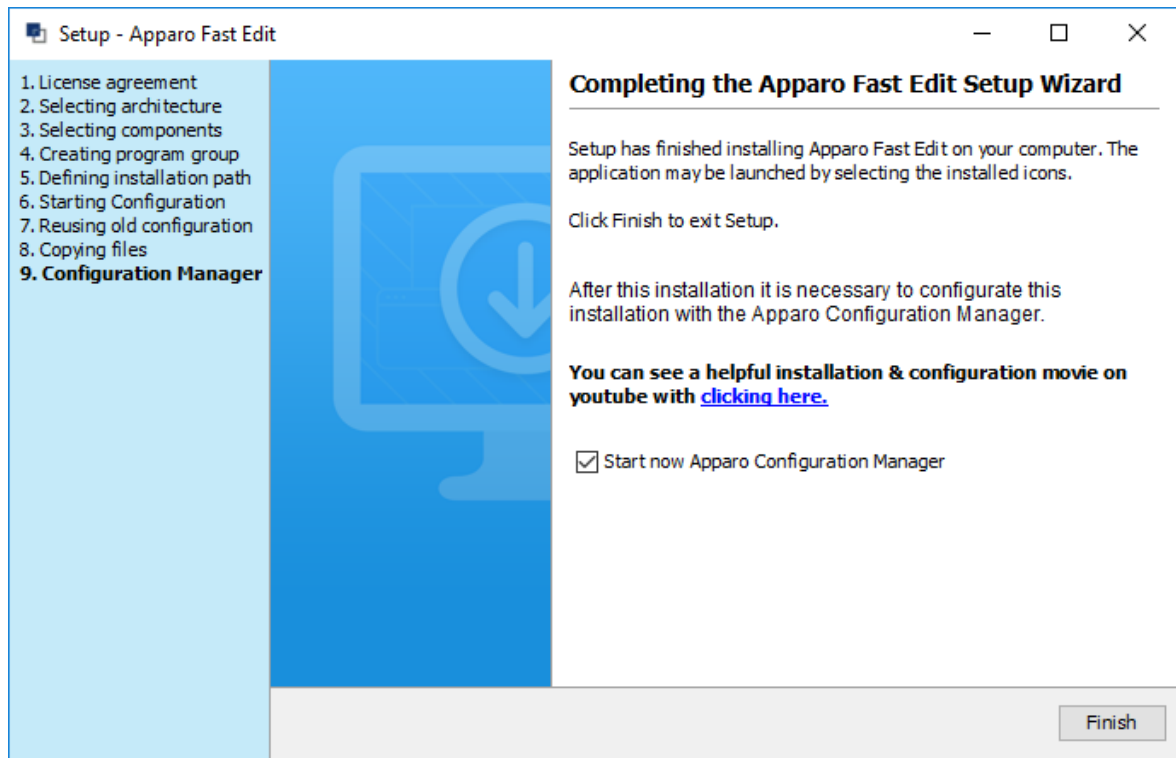 Setup - Apparo Fast Edit
1. License agreement
2. Selecting architecture
3. Selecting components
4. Creating program group
5. Defining installation path
6. Starting Configuration
7. Reusing old configuration
8. Copying files
9. Configuration Manager
Completing the Apparo Fast Edit Setup Wizard
Setup has finished installing Apparo Fast Edit on your computer. The
application may be launched by selecting the installed icons.
Click Finish to exit Setup.
After this installation it is necessary to configurate this
installation with the Apparo Configuration Manager.
You can see a helpful installation & configuration movie on
youtube with clicking here.
Start now Apparo Configuration Manager
Finish